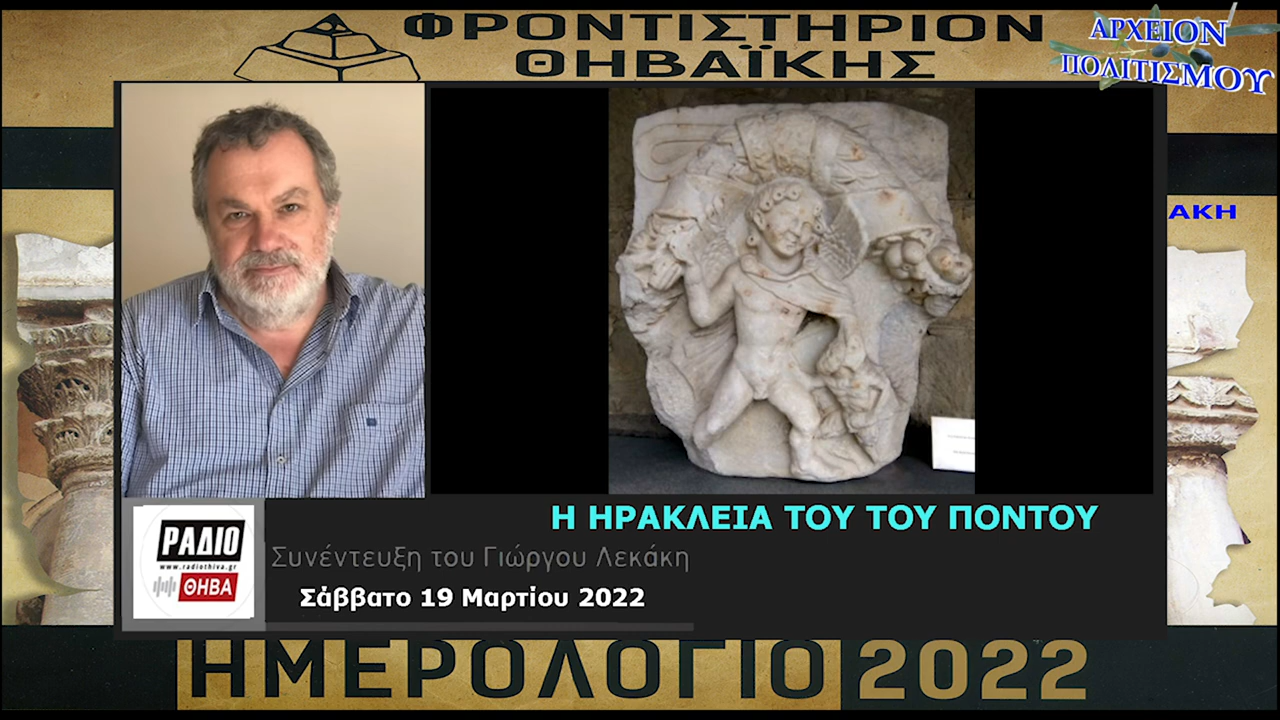 ΦΡΟΝΤΙΣΤΗΡΙΟΝ
ΘΗΒΑΪΚΗΣ
ΑΡΧΕΙΟΝ
ΠΟΛΙΤΙΣΜΟΥ
ΑΚΗ
Η ΗΡΑΚΛΕΙΑ ΤΟΥ ΤΟΥ ΠΟΝΤΟΥ
ΡΑΔΙΟ
www.radiothiva.gr
ΘΗΒΑ
Συνέντευξη του Γιώργου Λεκάκη
Σάββατο 19 Μαρτίου 2022
ΗΜΕΡΟΛΟΓΙΟ 2022